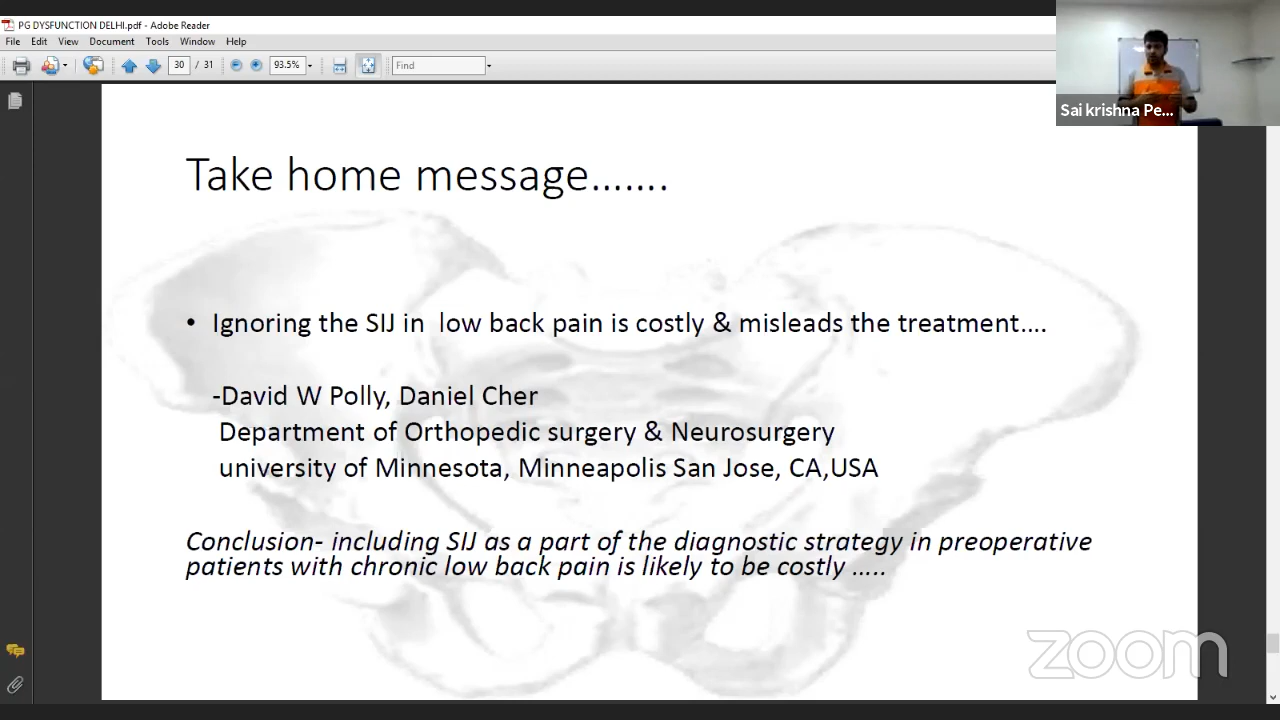 PG DYSFUNCTION DELHI.pdf - Adobe Reader
File Edit View Document Tools Window Help
30 / 31 93.5% Find
Sai krishna Pe...
Take home message.......
• Ignoring the SIJ in low back pain is costly & misleads the treatment....
-David W Polly, Daniel Cher
Department of Orthopedic surgery & Neurosurgery
university of Minnesota, Minneapolis San Jose, CA,USA
Conclusion- including SIJ as a part of the diagnostic strategy in preoperative
patients with chronic low back pain is likely to be costly .....
zoom